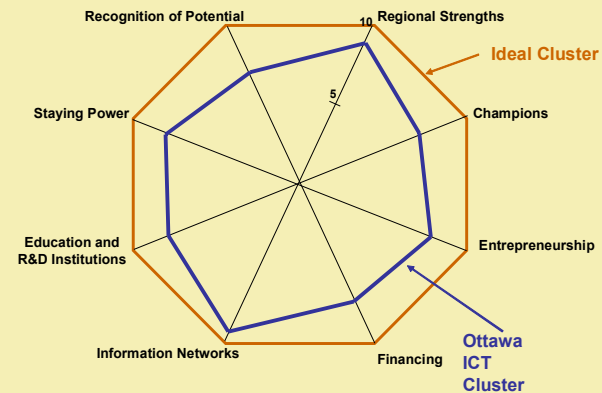 Recognition of Potential
10
Regional Strengths
Ideal Cluster
5
Staying Power
Champions
Education and
R&D Institutions
Entrepreneurship
Information Networks
Financing
Ottawa
ICT
Cluster